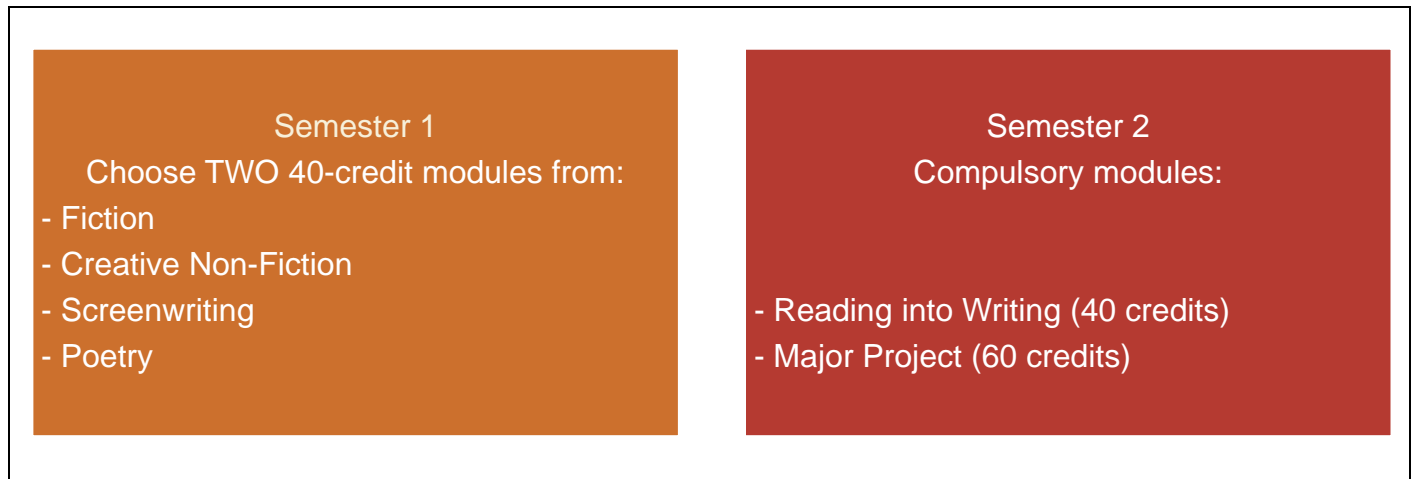 Semester 1
Choose TWO 40-credit modules from:
- Fiction
- Creative Non-Fiction
- Screenwriting
- Poetry
Semester 2
Compulsory modules:
- Reading into Writing (40 credits)
- Major Project (60 credits)